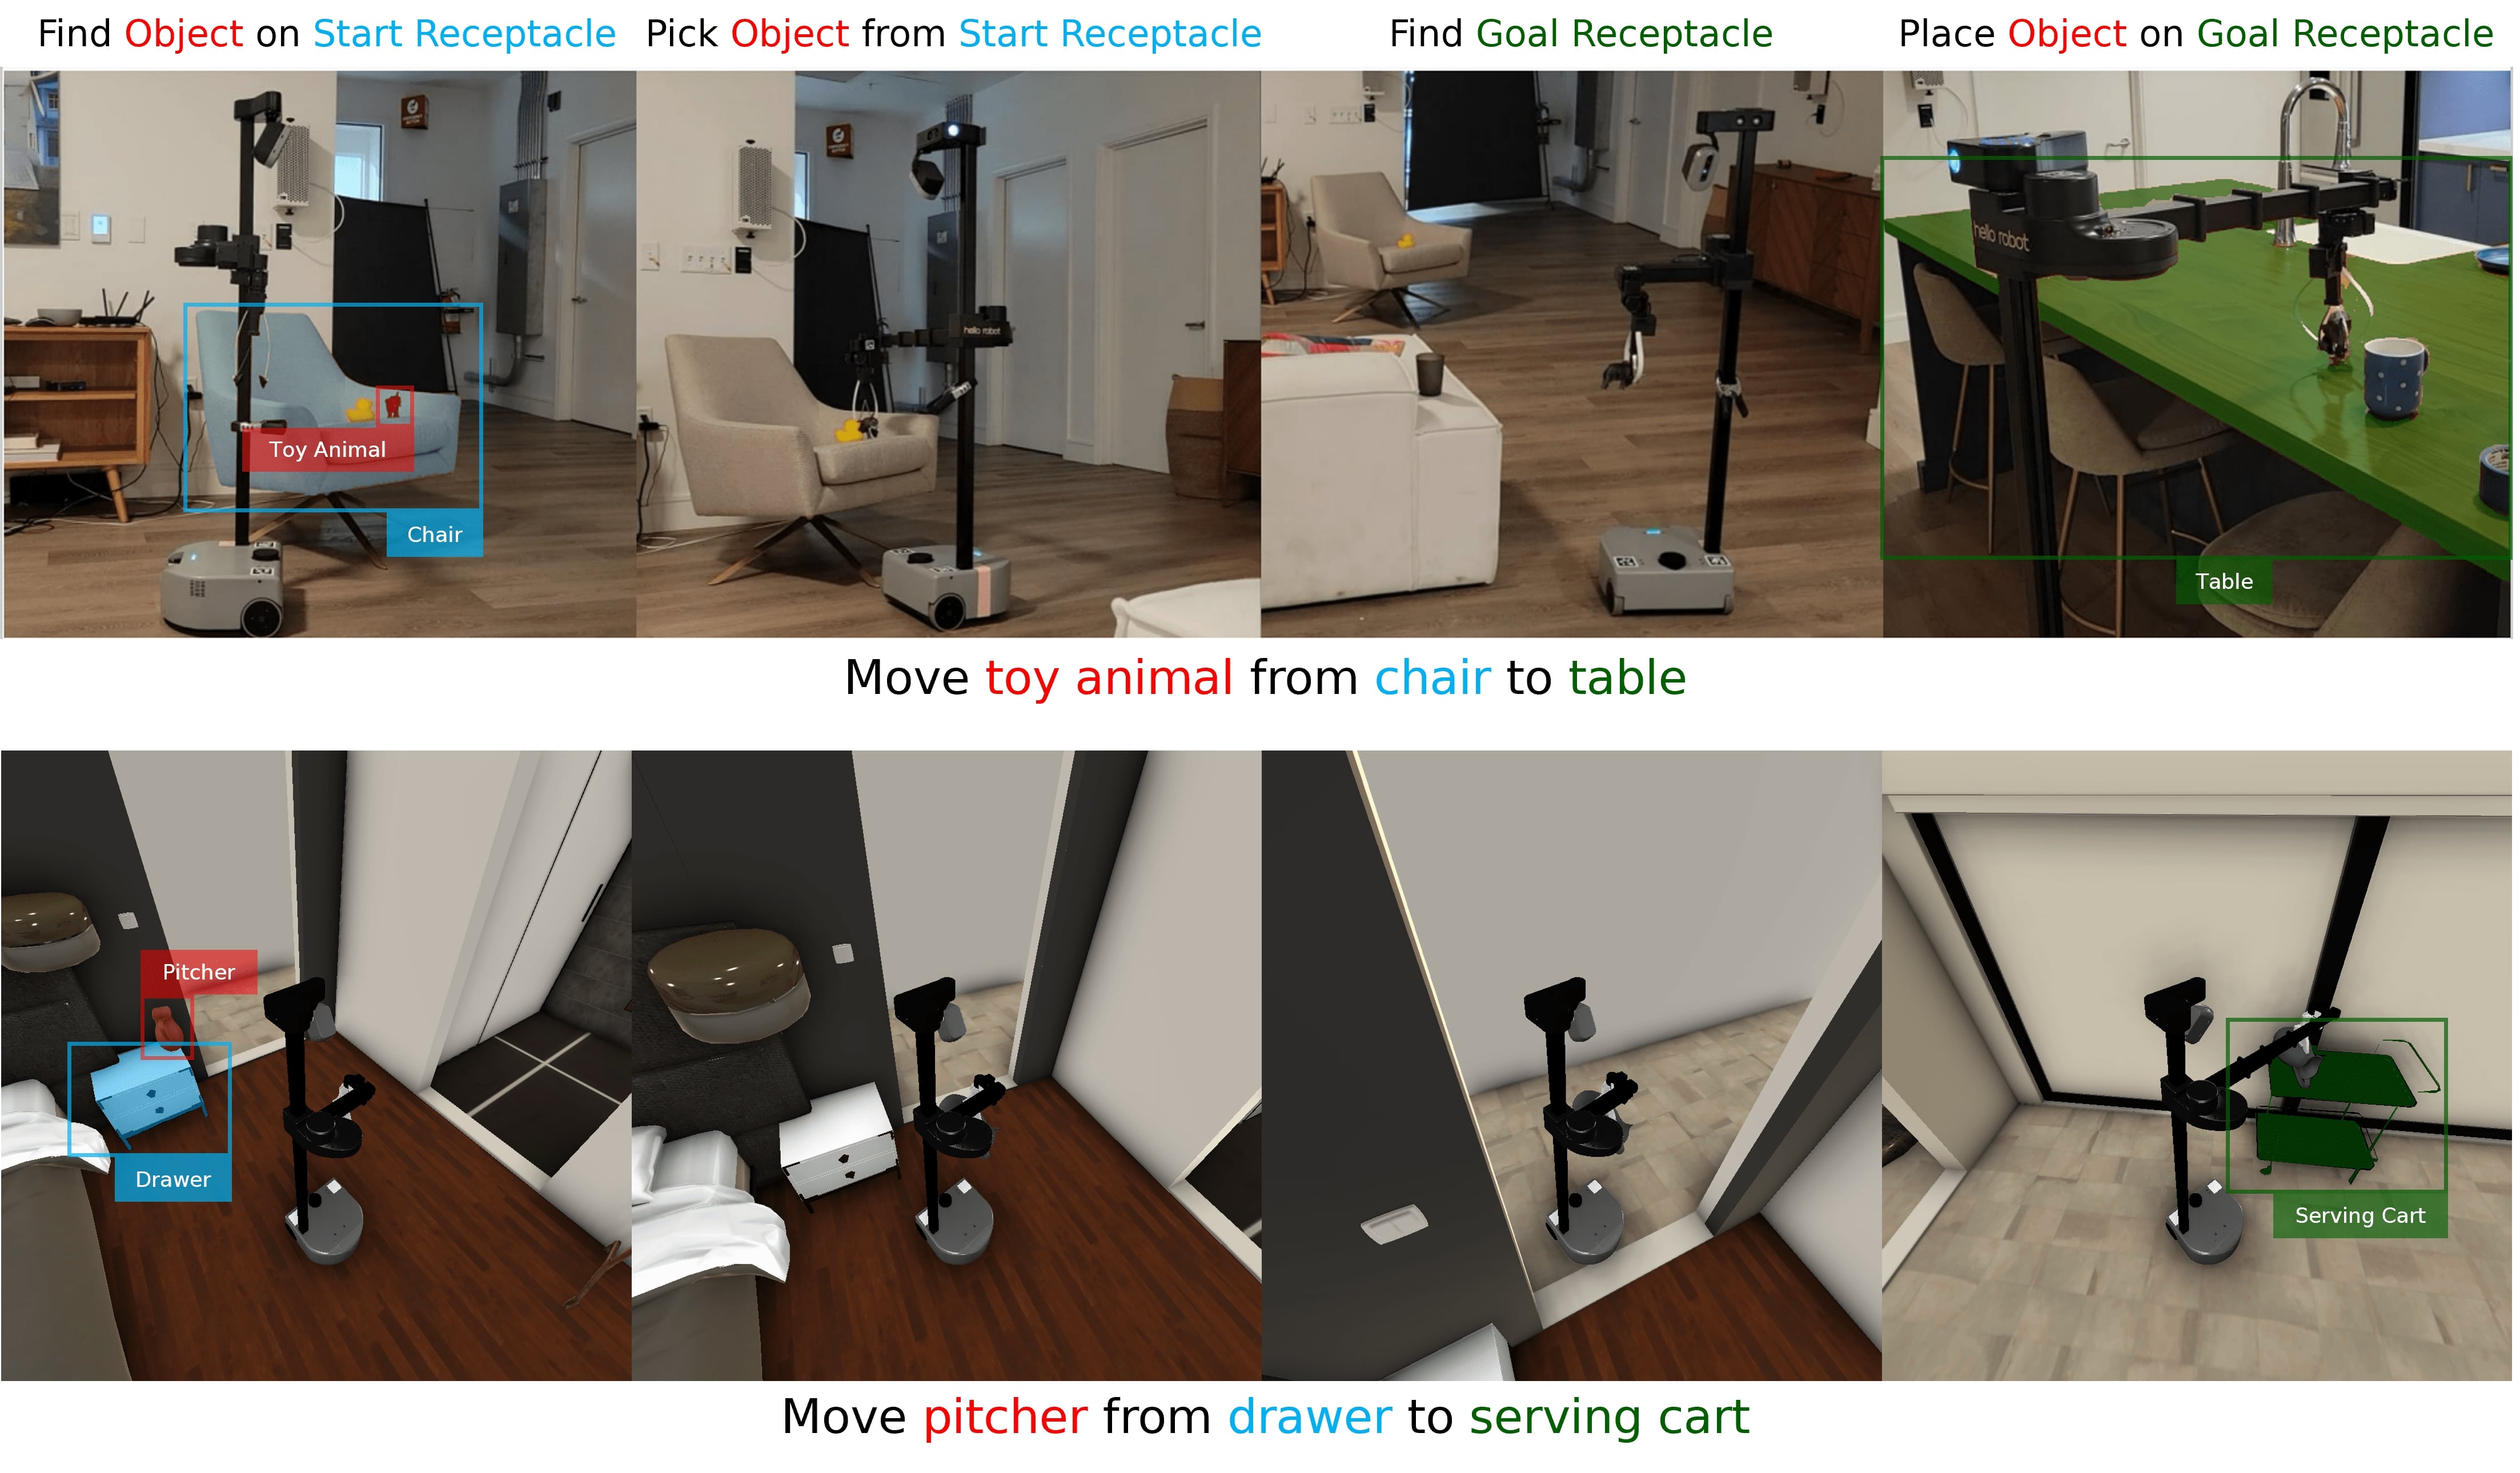 Find Object on Start Receptacle
Pick Object from Start Receptacle
Find Goal Receptacle
Place Object on Goal Receptacle
Toy Animal
Chair
hello robot
hello robot
Table
Move toy animal from chair to table
Pitcher
Drawer
Serving Cart
Move pitcher from drawer to serving cart